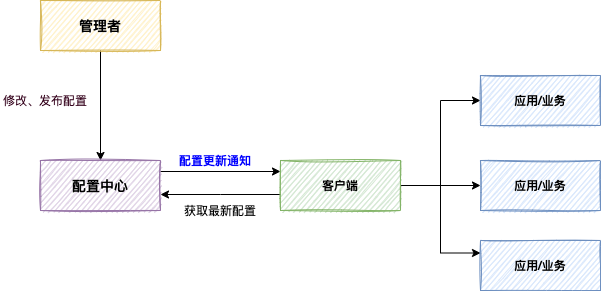 管理者
修改、发布配置
应用/业务
配置更新通知
配置中心
客户端
应用/业务
获取最新配置
应用/业务